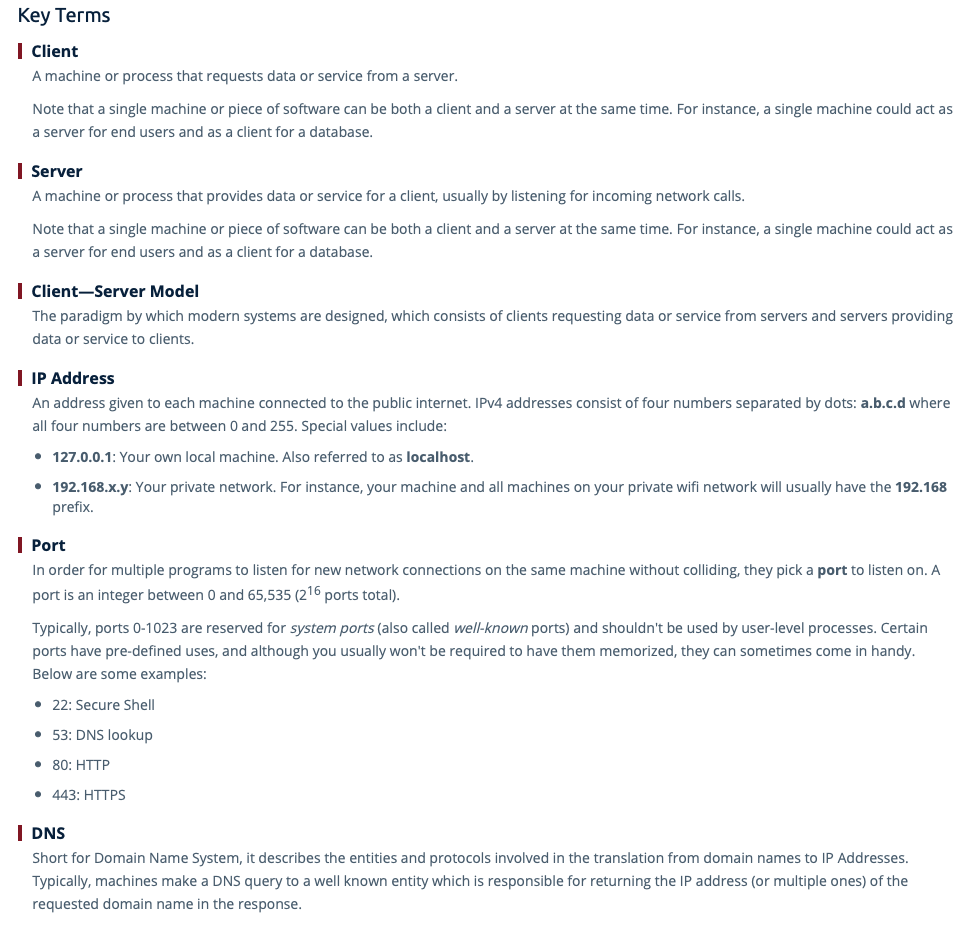 Key Terms
Client
A machine or process that requests data or service from a server.
Note that a single machine or piece of software can be both a client and a server at the same time. For instance, a single machine could act as
a server for end users and as a client for a database.
Server
A machine or process that provides data or service for a client, usually by listening for incoming network calls.
Note that a single machine or piece of software can be both a client and a server at the same time. For instance, a single machine could act as
a server for end users and as a client for a database.
Client—Server Model
The paradigm by which modern systems are designed, which consists of clients requesting data or service from servers and servers providing
data or service to clients.
IP Address
An address given to each machine connected to the public internet. IPv4 addresses consist of four numbers separated by dots: a.b.c.d where
all four numbers are between 0 and 255. Special values include:
• 127.0.0.1: Your own local machine. Also referred to as localhost.
• 192.168.x.y: Your private network. For instance, your machine and all machines on your private wifi network will usually have the 192.168
prefix.
Port
In order for multiple programs to listen for new network connections on the same machine without colliding, they pick a port to listen on. A
port is an integer between 0 and 65,535 (2^16 ports total).
Typically, ports 0-1023 are reserved for system ports (also called well-known ports) and shouldn't be used by user-level processes. Certain
ports have pre-defined uses, and although you usually won't be required to have them memorized, they can sometimes come in handy.
Below are some examples:
• 22: Secure Shell
• 53: DNS lookup
• 80: HTTP
• 443: HTTPS
DNS
Short for Domain Name System, it describes the entities and protocols involved in the translation from domain names to IP Addresses.
Typically, machines make a DNS query to a well known entity which is responsible for returning the IP address (or multiple ones) of the
requested domain name in the response.